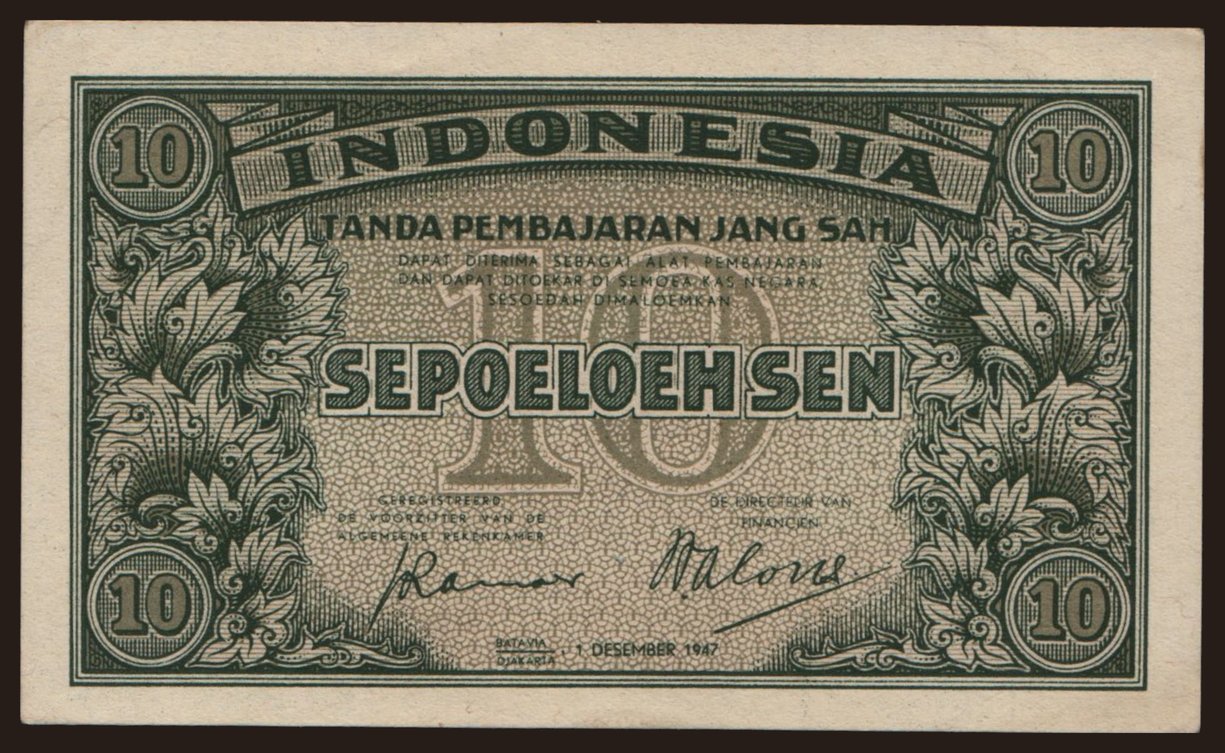 10
10
INDONESIA
TANDA PEMBAJARAN JANG SAH
DAPAT DITERIMA SEBAGAI ALAT PEMBAJARAN
DAN DAPAT DITOEKAR DI SEMOEA KAS NEGARA,
SESOEDAH DIMALOEMKAN
10
SEPOELOEH SEN
GEREGISTREERD,
DE VOORZITTER VAN DE
ALGEMEENE REKENKAMER
DE DIRECTEUR VAN
FINANCIËN
10
10
BATAVIA
DJAKARTA , 1 DESEMBER 1947